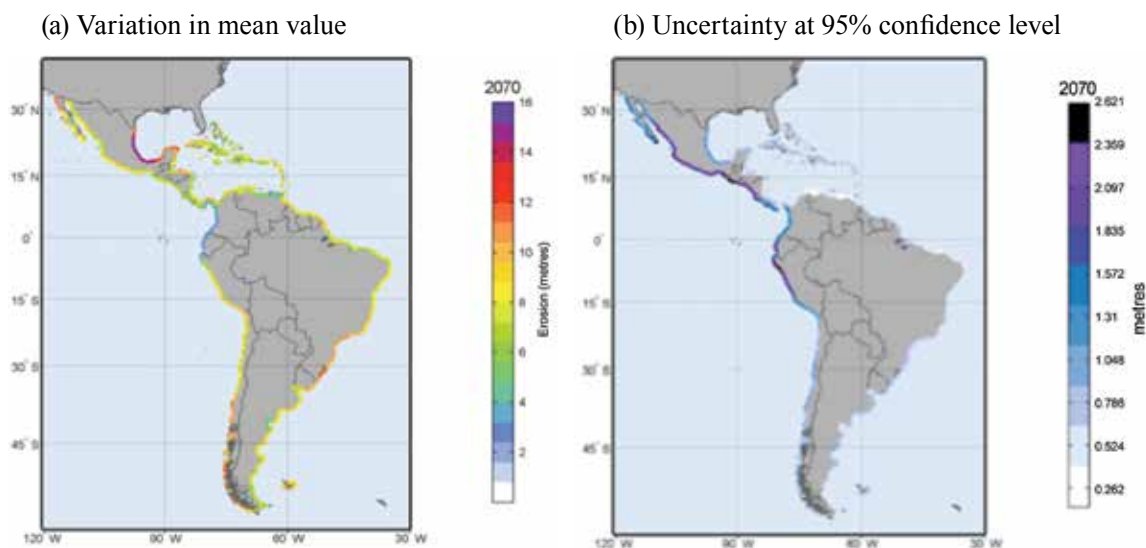 (a) Variation in mean value
(b) Uncertainty at 95% confidence level
2070
16
14
12
10
8
6
4
2
Erosion (metres)
30° N
15° N
0°
15° S
30° S
45° S
120 W
90 W
60 W
30 W
2070
2.621
2.359
2.097
1.835
1.572
1.31
1.048
0.786
0.524
0.262
metres
30° N
15° N
0°
15° S
30° S
45° S
120 W
90 W
60 W
30 W